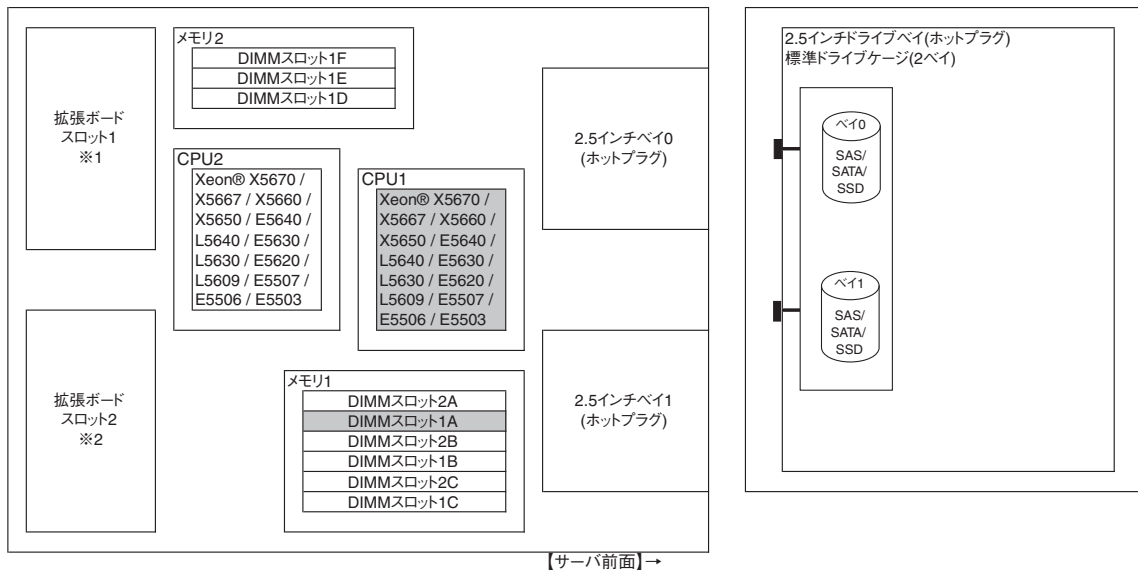 メモリ2
DIMMスロット1F
DIMMスロット1E
DIMMスロット1D
拡張ボード
スロット1
※1
CPU2
Xeon® X5670 /
X5667 / X5660 /
X5650 / E5640 /
L5640 / E5630 /
L5630 / E5620 /
L5609 / E5507 /
E5506 / E5503
CPU1
Xeon® X5670 /
X5667 / X5660 /
X5650 / E5640 /
L5640 / E5630 /
L5630 / E5620 /
L5609 / E5507 /
E5506 / E5503
2.5インチベイ0
(ホットプラグ)
拡張ボード
スロット2
※2
メモリ1
DIMMスロット2A
DIMMスロット1A
DIMMスロット2B
DIMMスロット1B
DIMMスロット2C
DIMMスロット1C
2.5インチベイ1
(ホットプラグ)
【サーバ前面】→
2.5インチドライブベイ(ホットプラグ)
標準ドライブケージ(2ベイ)
ベイ0
SAS/
SATA/
SSD
ベイ1
SAS/
SATA/
SSD